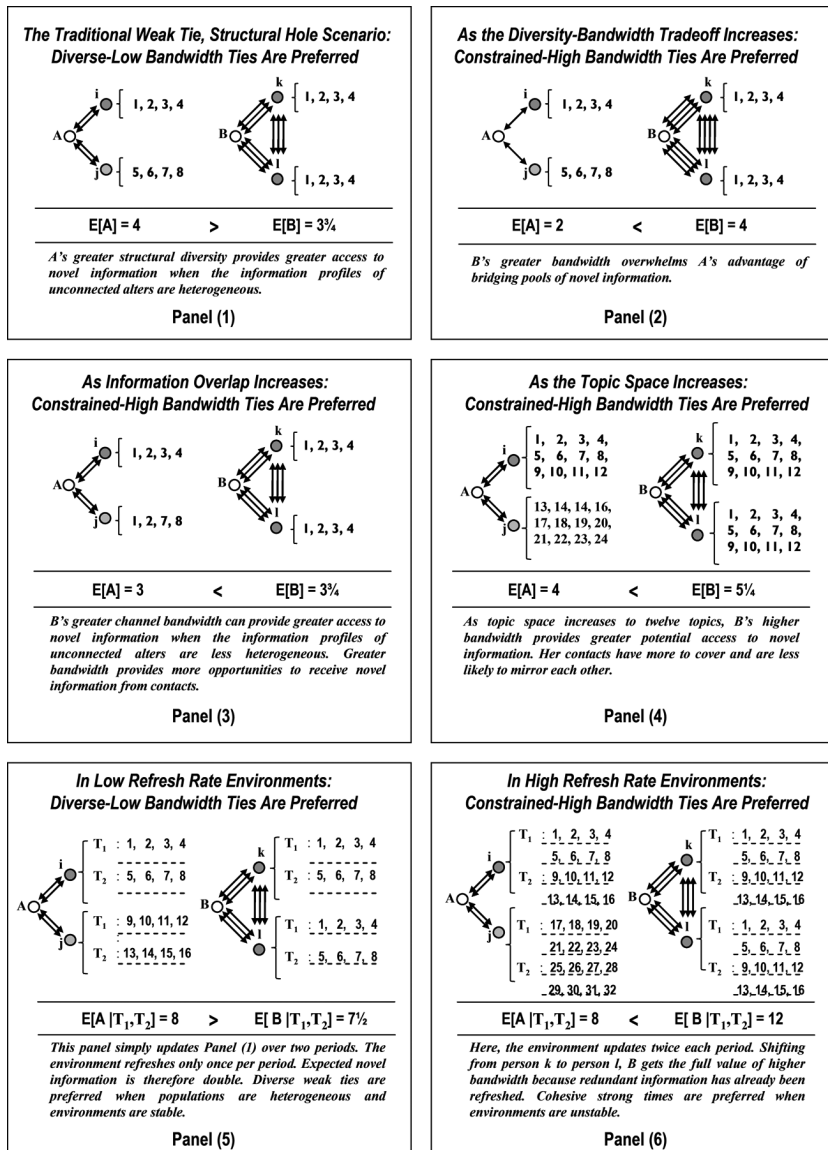 The Traditional Weak Tie, Structural Hole Scenario:
Diverse-Low Bandwidth Ties Are Preferred
i
1, 2, 3, 4
A
j
5, 6, 7, 8
k
1, 2, 3, 4
B
l
1, 2, 3, 4
E[A] = 4 > E[B] = 3¾
A's greater structural diversity provides greater access to
novel information when the information profiles of
unconnected alters are heterogeneous.
Panel (1)
As the Diversity-Bandwidth Tradeoff Increases:
Constrained-High Bandwidth Ties Are Preferred
i
1, 2, 3, 4
A
j
5, 6, 7, 8
k
1, 2, 3, 4
B
l
1, 2, 3, 4
E[A] = 2 < E[B] = 4
B's greater bandwidth overwhelms A's advantage of
bridging pools of novel information.
Panel (2)
As Information Overlap Increases:
Constrained-High Bandwidth Ties Are Preferred
i
1, 2, 3, 4
A
j
1, 2, 7, 8
k
1, 2, 3, 4
B
l
1, 2, 3, 4
E[A] = 3 < E[B] = 3¾
B's greater channel bandwidth can provide greater access to
novel information when the information profiles of
unconnected alters are less heterogeneous. Greater
bandwidth provides more opportunities to receive novel
information from contacts.
Panel (3)
As the Topic Space Increases:
Constrained-High Bandwidth Ties Are Preferred
i
1, 2, 3, 4,
5, 6, 7, 8,
9, 10, 11, 12
A
j
13, 14, 14, 16,
17, 18, 19, 20,
21, 22, 23, 24
k
1, 2, 3, 4,
5, 6, 7, 8,
9, 10, 11, 12
B
l
1, 2, 3, 4,
5, 6, 7, 8,
9, 10, 11, 12
E[A] = 4 < E[B] = 5¼
As topic space increases to twelve topics, B's higher
bandwidth provides greater potential access to novel
information. Her contacts have more to cover and are less
likely to mirror each other.
Panel (4)
In Low Refresh Rate Environments:
Diverse-Low Bandwidth Ties Are Preferred
i
T1 : 1, 2, 3, 4
T2 : 5, 6, 7, 8
A
j
T1 : 9, 10, 11, 12
T2 : 13, 14, 15, 16
k
T1 : 1, 2, 3, 4
T2 : 5, 6, 7, 8
B
l
T1 : 1, 2, 3, 4
T2 : 5, 6, 7, 8
E[A |T1,T2] = 8 > E[ B |T1,T2] = 7½
This panel simply updates Panel (1) over two periods. The
environment refreshes only once per period. Expected novel
information is therefore double. Diverse weak ties are
preferred when populations are heterogeneous and
environments are stable.
Panel (5)
In High Refresh Rate Environments:
Constrained-High Bandwidth Ties Are Preferred
i
T1 : 1, 2, 3, 4
5, 6, 7, 8
T2 : 9, 10, 11, 12
13, 14, 15, 16
A
j
T1 : 17, 18, 19, 20
21, 22, 23, 24
T2 : 25, 26, 27, 28
29, 30, 31, 32
k
T1 : 1, 2, 3, 4
5, 6, 7, 8
T2 : 9, 10, 11, 12
13, 14, 15, 16
B
l
T1 : 1, 2, 3, 4
5, 6, 7, 8
T2 : 9, 10, 11, 12
13, 14, 15, 16
E[A |T1,T2] = 8 < E[ B |T1,T2] = 12
Here, the environment updates twice each period. Shifting
from person k to person l, B gets the full value of higher
bandwidth because redundant information has already been
refreshed. Cohesive strong times are preferred when
environments are unstable.
Panel (6)